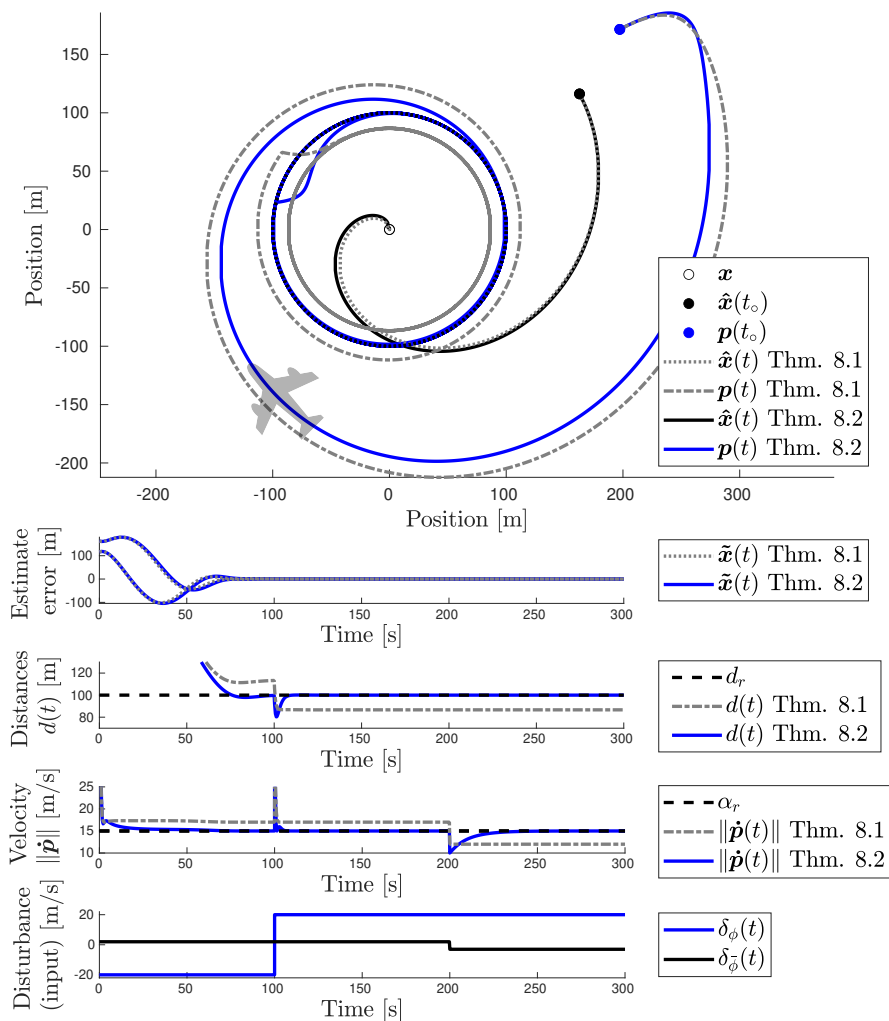 150
100
50
0
-50
-100
-150
-200
Position [m]
-200 -100 0 100 200 300
Position [m]
x
x̂(t∘)
p(t∘)
x̂(t) Thm. 8.1
p(t) Thm. 8.1
x̂(t) Thm. 8.2
p(t) Thm. 8.2
Estimate
error [m]
100
0
-100
0 50 100 150 200 250 300
Time [s]
x̃(t) Thm. 8.1
x̃(t) Thm. 8.2
Distances
d(t) [m]
120
100
80
0 50 100 150 200 250 300
Time [s]
d_r
d(t) Thm. 8.1
d(t) Thm. 8.2
Velocity
‖ṗ‖ [m/s]
25
20
15
10
0 50 100 150 200 250 300
Time [s]
α_r
‖ṗ(t)‖ Thm. 8.1
‖ṗ(t)‖ Thm. 8.2
Disturbance
(input) [m/s]
20
0
-20
0 50 100 150 200 250 300
Time [s]
δ_ϕ(t)
δ_ϕ̄(t)